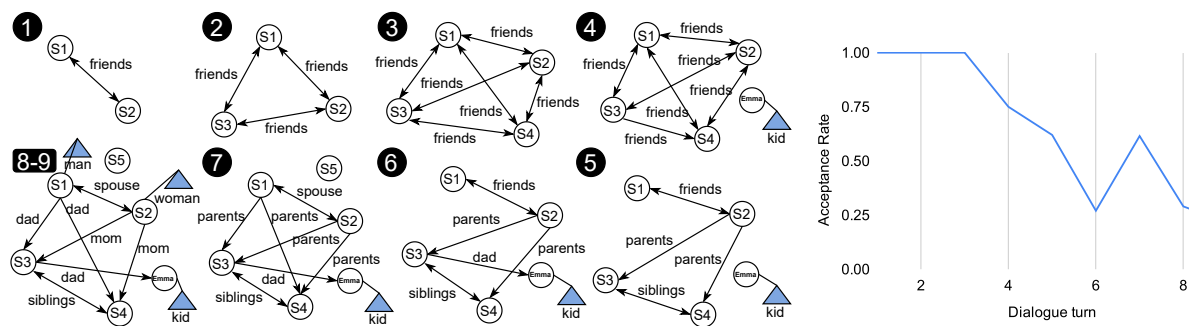 1
S1
friends
S2
2
S1
friends
friends
S3
friends
S2
3
S1
friends
S2
friends
friends
friends
friends
S3
friends
S4
4
S1
friends
S2
friends
friends
friends
friends
S3
friends
S4
Emma
kid
8-9
man
S5
S1
spouse
woman
S2
dad
dad
mom
mom
S3
dad
Emma
siblings
S4
kid
7
S5
S1
spouse
S2
parents
parents
parents
parents
S3
dad
Emma
siblings
S4
kid
6
S1
friends
S2
parents
parents
S3
dad
Emma
siblings
S4
kid
5
S1
friends
S2
parents
parents
S3
Emma
siblings
S4
kid
Acceptance Rate
1.00
0.75
0.50
0.25
0.00
2
4
6
8
Dialogue turn